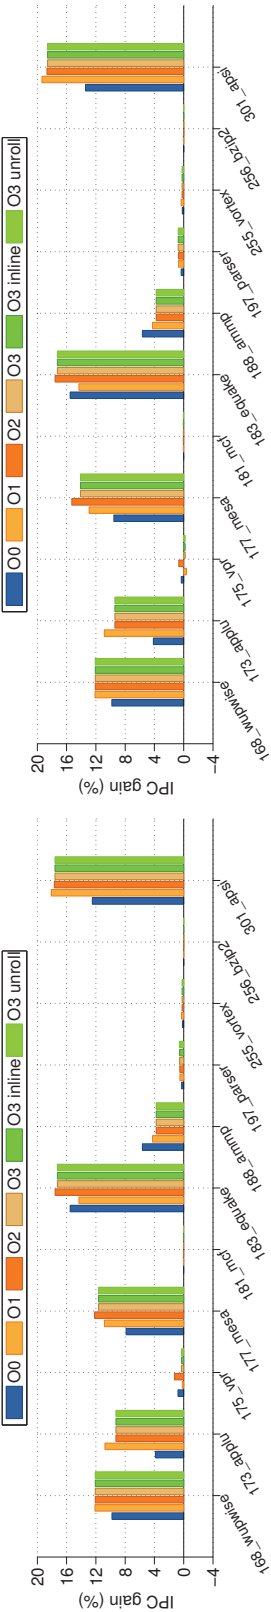 O0 O1 O2 O3 O3 inline O3 unroll
20
16
12
8
4
0
−4
IPC gain (%)
168_wupwise 173_applu 175_vpr 177_mesa 181_mcf 183_equake 188_ammp 197_parser 255_vortex 256_bzip2 301_apsi
O0 O1 O2 O3 O3 inline O3 unroll
20
16
12
8
4
0
−4
IPC gain (%)
168_wupwise 173_applu 175_vpr 177_mesa 181_mcf 183_equake 188_ammp 197_parser 255_vortex 256_bzip2 301_apsi